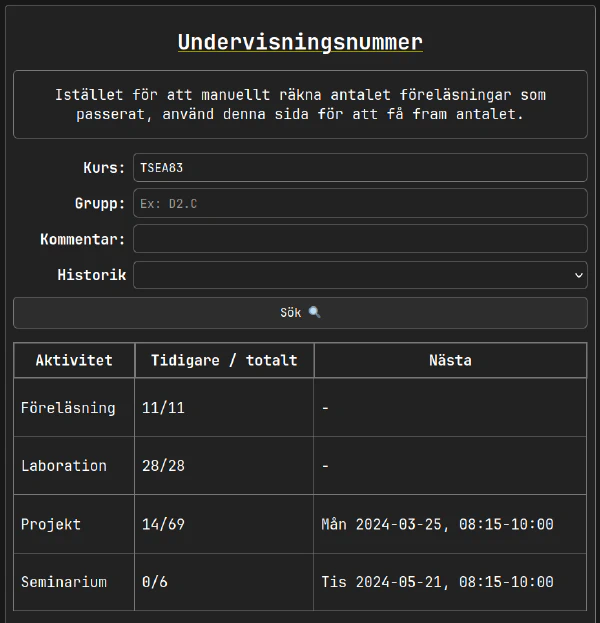 Undervisningsnummer
Istället för att manuellt räkna antalet föreläsningar som
passerat, använd denna sida för att få fram antalet.
Kurs: TSEA83
Grupp: Ex: D2.C
Kommentar:
Historik
Sök
Aktivitet Tidigare / totalt Nästa
Föreläsning 11/11 -
Laboration 28/28 -
Projekt 14/69 Mån 2024-03-25, 08:15-10:00
Seminarium 0/6 Tis 2024-05-21, 08:15-10:00